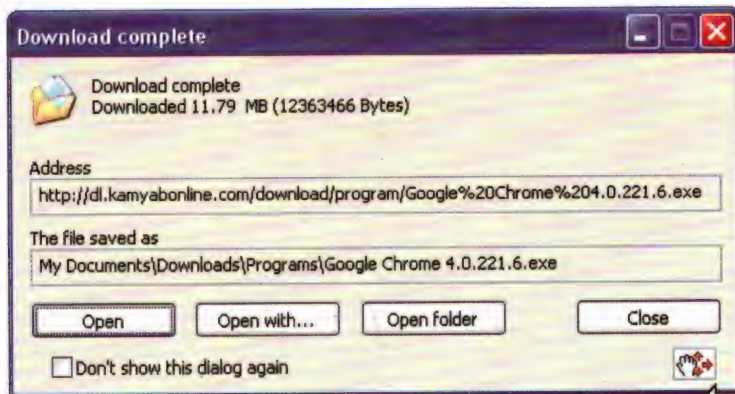 Download complete
Download complete
Downloaded 11.79 MB (12363466 Bytes)
Address
http://dl.kamyabonline.com/download/program/Google%20Chrome%204.0.221.6.exe
The file saved as
My Documents\Downloads\Programs\Google Chrome 4.0.221.6.exe
Open Open with... Open folder Close
Don't show this dialog again